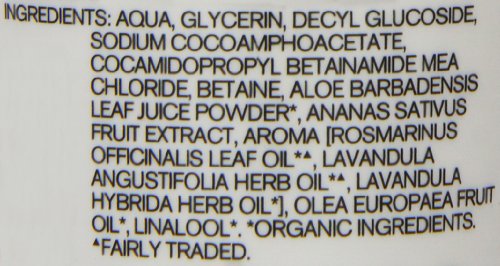 INGREDIENTS: AQUA, GLYCERIN, DECYL GLUCOSIDE,
SODIUM COCOAMPHOACETATE,
COCAMIDOPROPYL BETAINAMIDE MEA
CHLORIDE, BETAINE, ALOE BARBADENSIS
LEAF JUICE POWDER*, ANANAS SATIVUS
FRUIT EXTRACT, AROMA [ROSMARINUS
OFFICINALIS LEAF OIL*▲, LAVANDULA
ANGUSTIFOLIA HERB OIL*▲, LAVANDULA
HYBRIDA HERB OIL*], OLEA EUROPAEA FRUIT
OIL*, LINALOOL*. *ORGANIC INGREDIENTS.
▲FAIRLY TRADED.